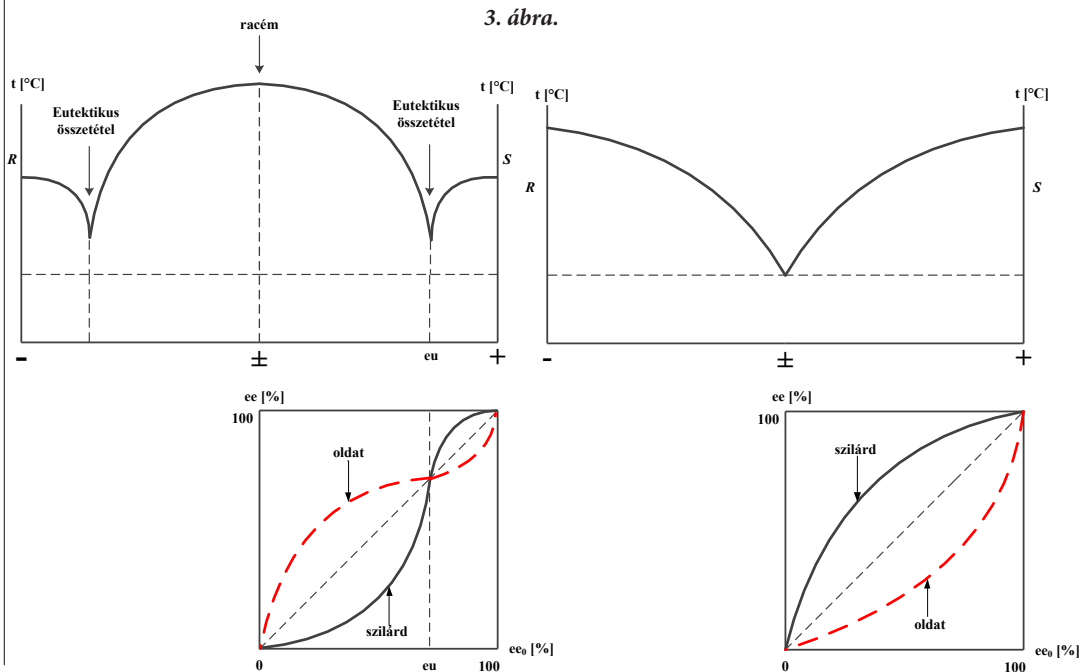 3. ábra.
racém
t [°C]
t [°C]
Eutektikus
összetétel
Eutektikus
összetétel
R
S
-
±
eu
+
t [°C]
t [°C]
R
S
-
±
+
ee [%]
100
oldat
szilárd
0
eu
100
ee₀ [%]
ee [%]
100
szilárd
oldat
0
100
ee₀ [%]